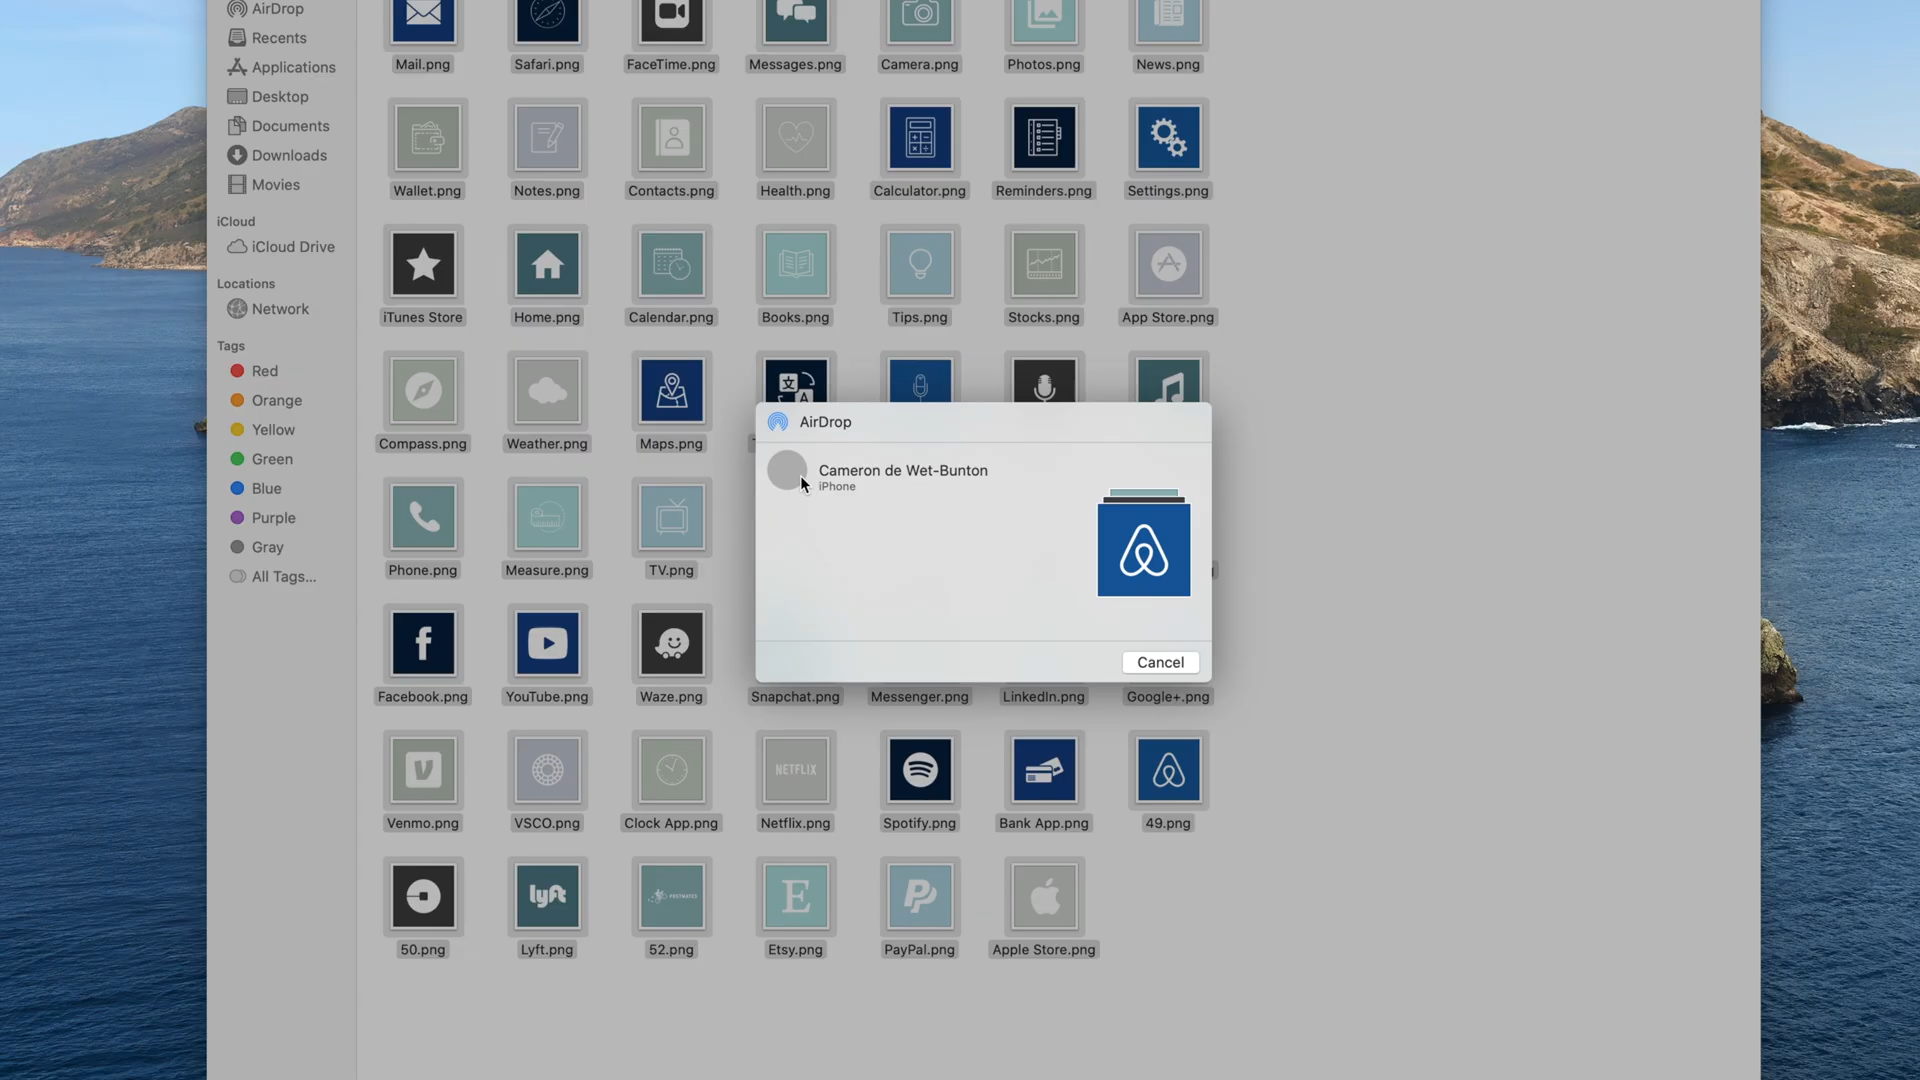 AirDrop
Recents
Applications
Desktop
Documents
Downloads
Movies
iCloud
iCloud Drive
Locations
Network
Tags
Red
Orange
Yellow
Green
Blue
Purple
Gray
All Tags...
Mail.png
Safari.png
FaceTime.png
Messages.png
Camera.png
Photos.png
News.png
Wallet.png
Notes.png
Contacts.png
Health.png
Calculator.png
Reminders.png
Settings.png
iTunes Store
Home.png
Calendar.png
Books.png
Tips.png
Stocks.png
App Store.png
文
A
Compass.png
Weather.png
Maps.png
AirDrop
Cameron de Wet-Bunton
iPhone
Cancel
Phone.png
Measure.png
TV.png
f
Facebook.png
YouTube.png
Waze.png
Snapchat.png
Messenger.png
LinkedIn.png
Google+.png
NETFLIX
Venmo.png
VSCO.png
Clock App.png
Netflix.png
Spotify.png
Bank App.png
49.png
lyft
POSTMATES
E
50.png
Lyft.png
52.png
Etsy.png
PayPal.png
Apple Store.png